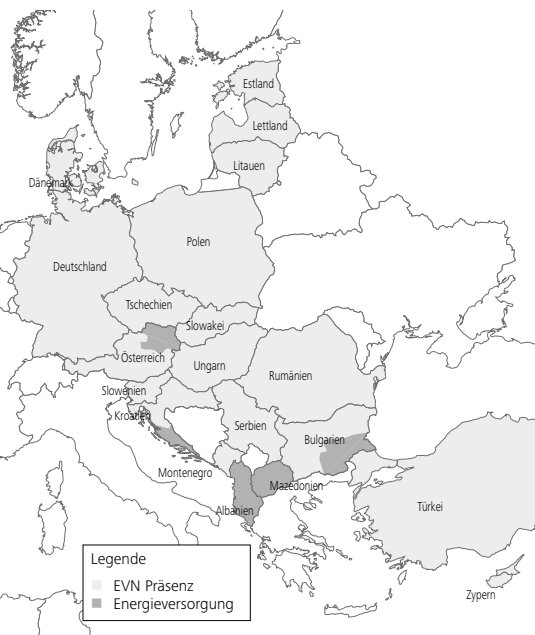 Estland
Lettland
Litauen
Dänemark
Polen
Deutschland
Tschechien
Slowakei
Österreich
Ungarn
Rumänien
Slowenien
Kroatien
Serbien
Bulgarien
Montenegro
Mazedonien
Albanien
Türkei
Zypern
Legende
EVN Präsenz
Energieversorgung